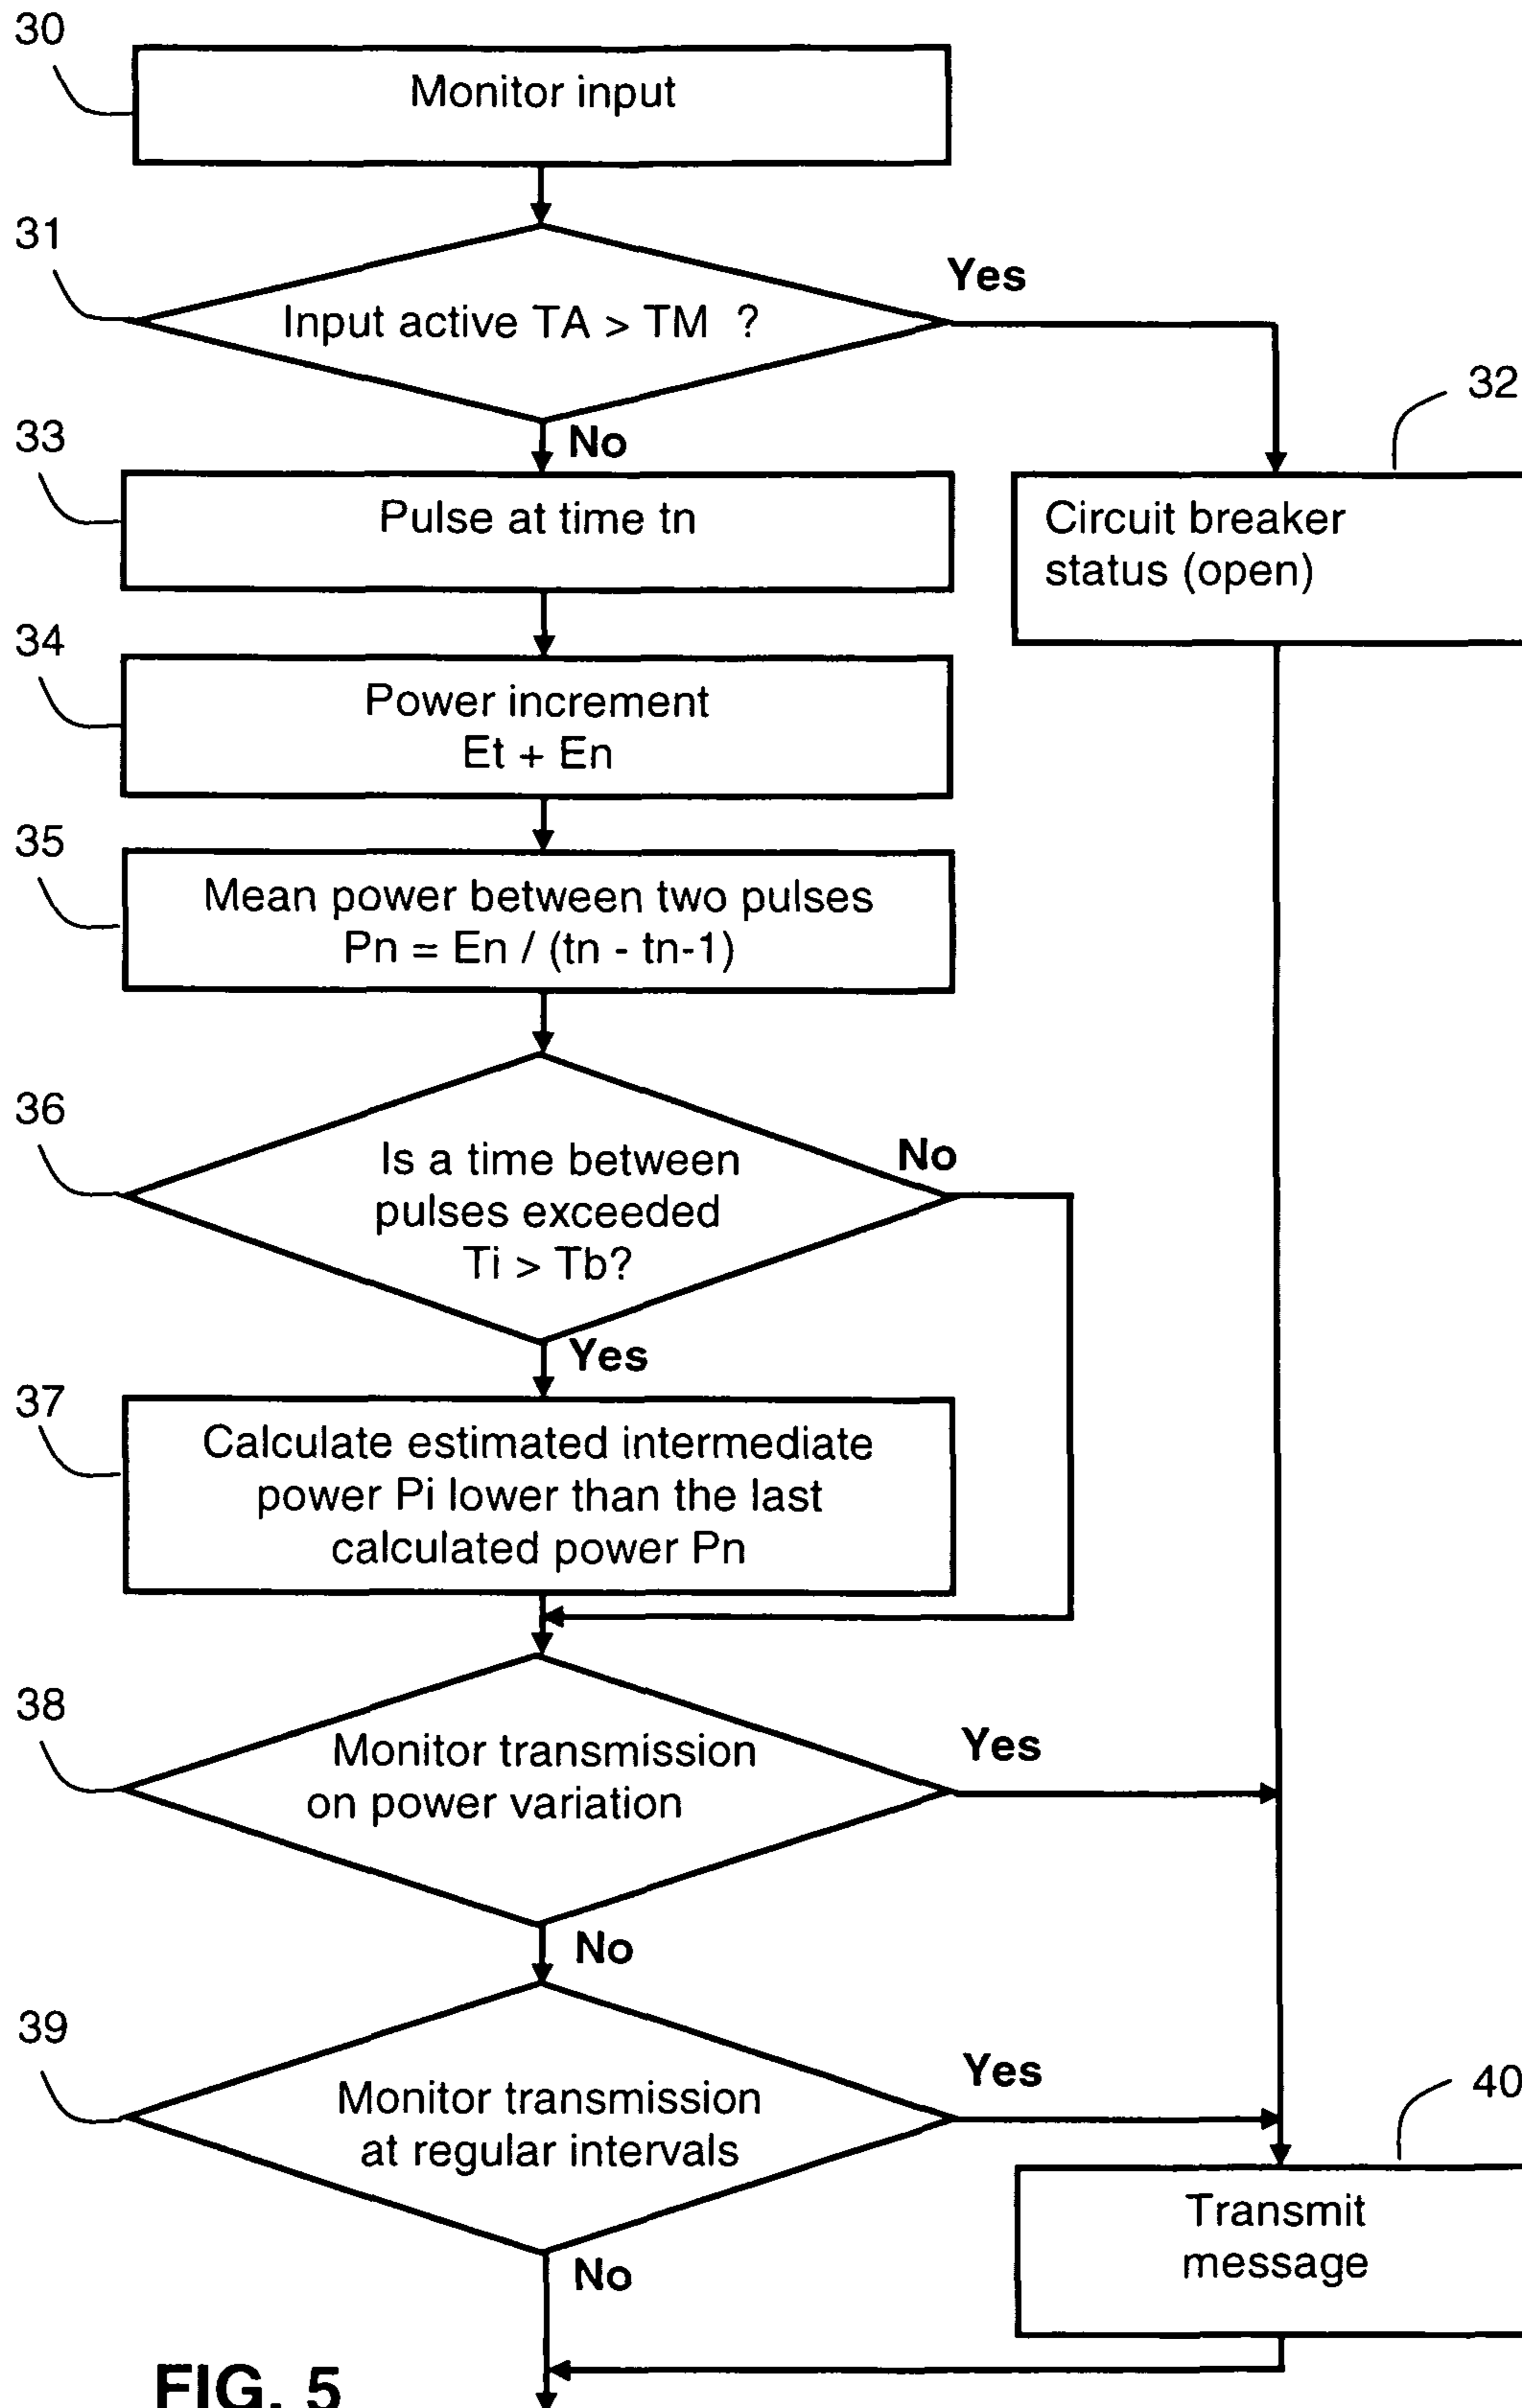 30
Monitor input
31
Input active TA > TM ?
Yes
32
33
No
Pulse at time tn
Circuit breaker
status (open)
34
Power increment
Et + En
35
Mean power between two pulses
Pn = En / (tn - tn-1)
36
Is a time between
pulses exceeded
Ti > Tb?
No
Yes
37
Calculate estimated intermediate
power Pi lower than the last
calculated power Pn
38
Monitor transmission
on power variation
Yes
No
39
Monitor transmission
at regular intervals
Yes
40
Transmit
message
No
FIG. 5